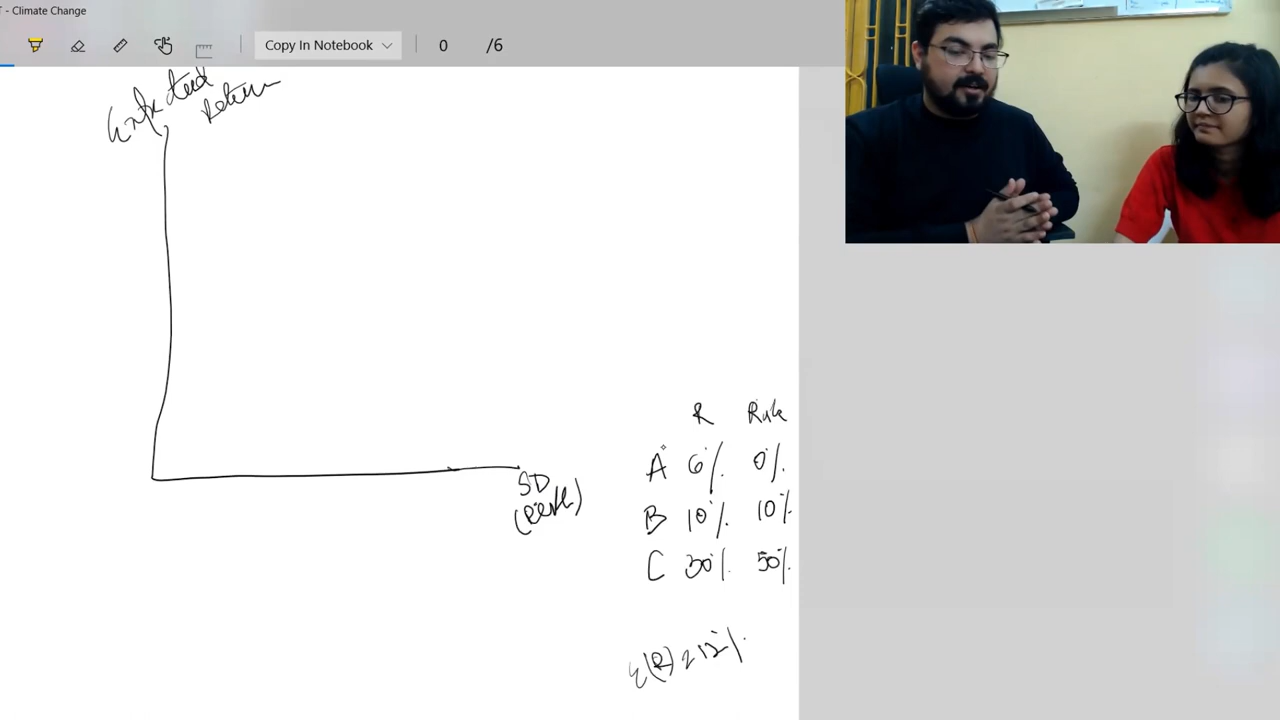 T - Climate Change
Copy In Notebook
0 /6
Expected
Return
R Risk
A 6% 0%
B 10% 10%
C 30% 50%
SD
(Risk)
E(R) = 12%